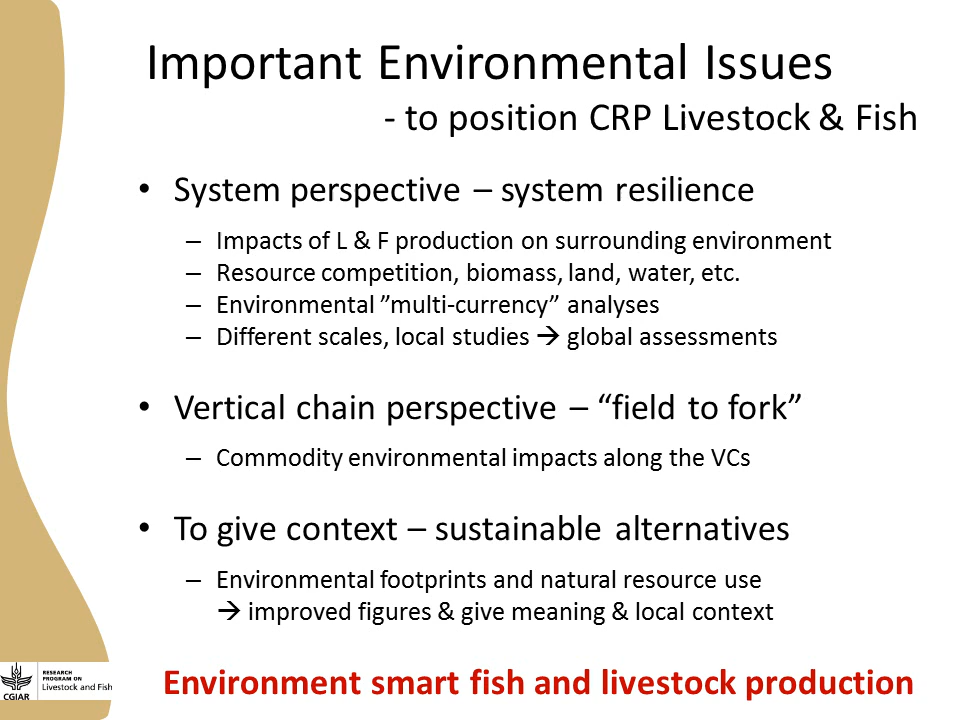 Important Environmental Issues
- to position CRP Livestock & Fish
• System perspective – system resilience
– Impacts of L & F production on surrounding environment
– Resource competition, biomass, land, water, etc.
– Environmental ”multi-currency” analyses
– Different scales, local studies → global assessments
• Vertical chain perspective – “field to fork”
– Commodity environmental impacts along the VCs
• To give context – sustainable alternatives
– Environmental footprints and natural resource use
→ improved figures & give meaning & local context
CGIAR
RESEARCH
PROGRAM ON
Livestock and Fish
Environment smart fish and livestock production